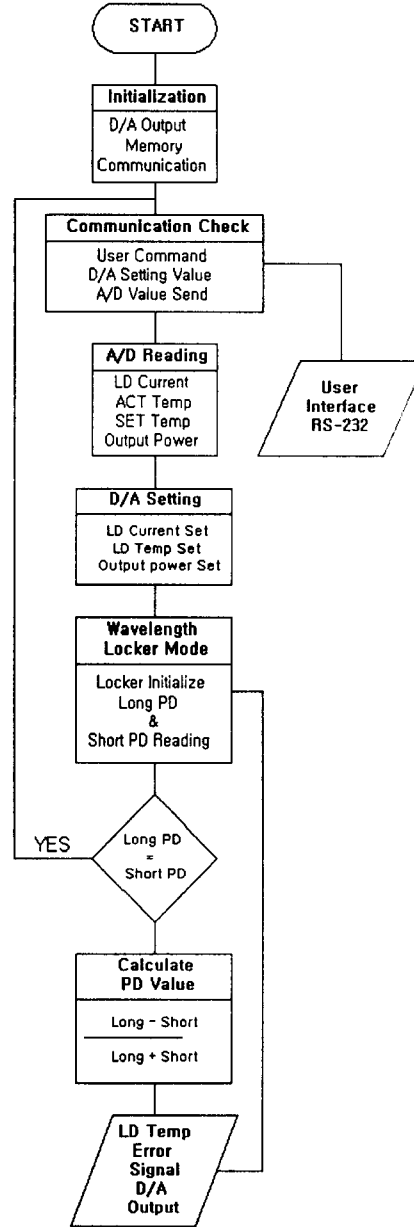 START
Initialization
D/A Output
Memory
Communication
Communication Check
User Command
D/A Setting Value
A/D Value Send
A/D Reading
LD Current
ACT Temp
SET Temp
Output Power
User
Interface
RS-232
D/A Setting
LD Current Set
LD Temp Set
Output power Set
Wavelength
Locker Mode
Locker Initialize
Long PD
&
Short PD Reading
YES
Long PD
=
Short PD
Calculate
PD Value
Long - Short
Long + Short
LD Temp
Error
Signal
D/A
Output